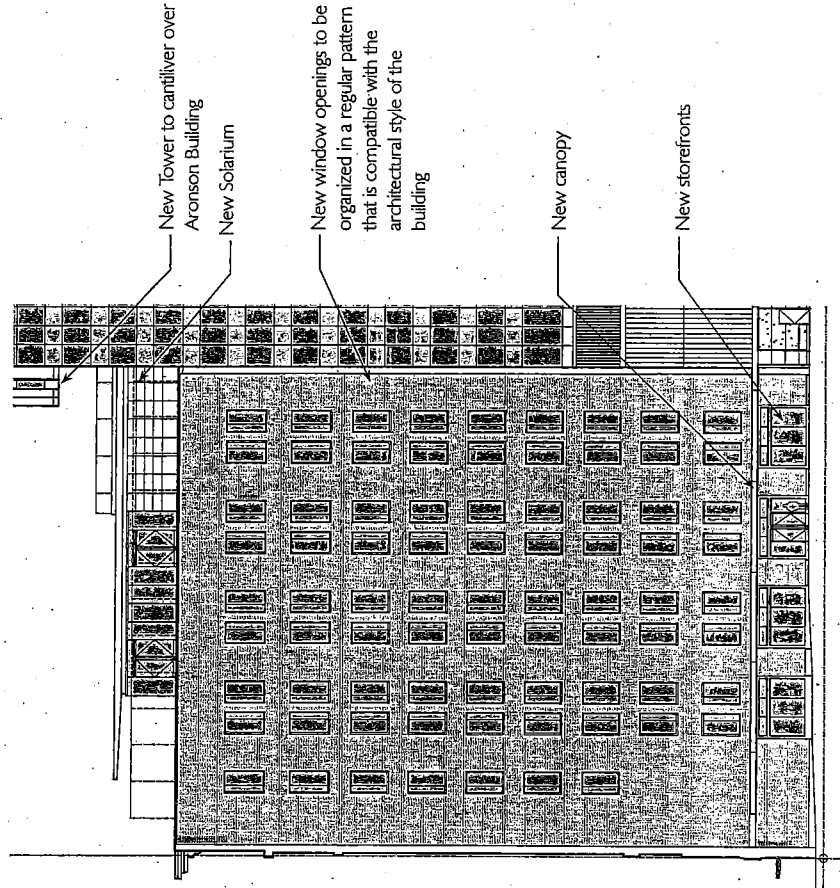 New Tower to cantiliver over
Aronson Building
New Solarium
New window openings to be
organized in a regular pattern
that is compatible with the
architectural style of the
building
New canopy
New storefronts